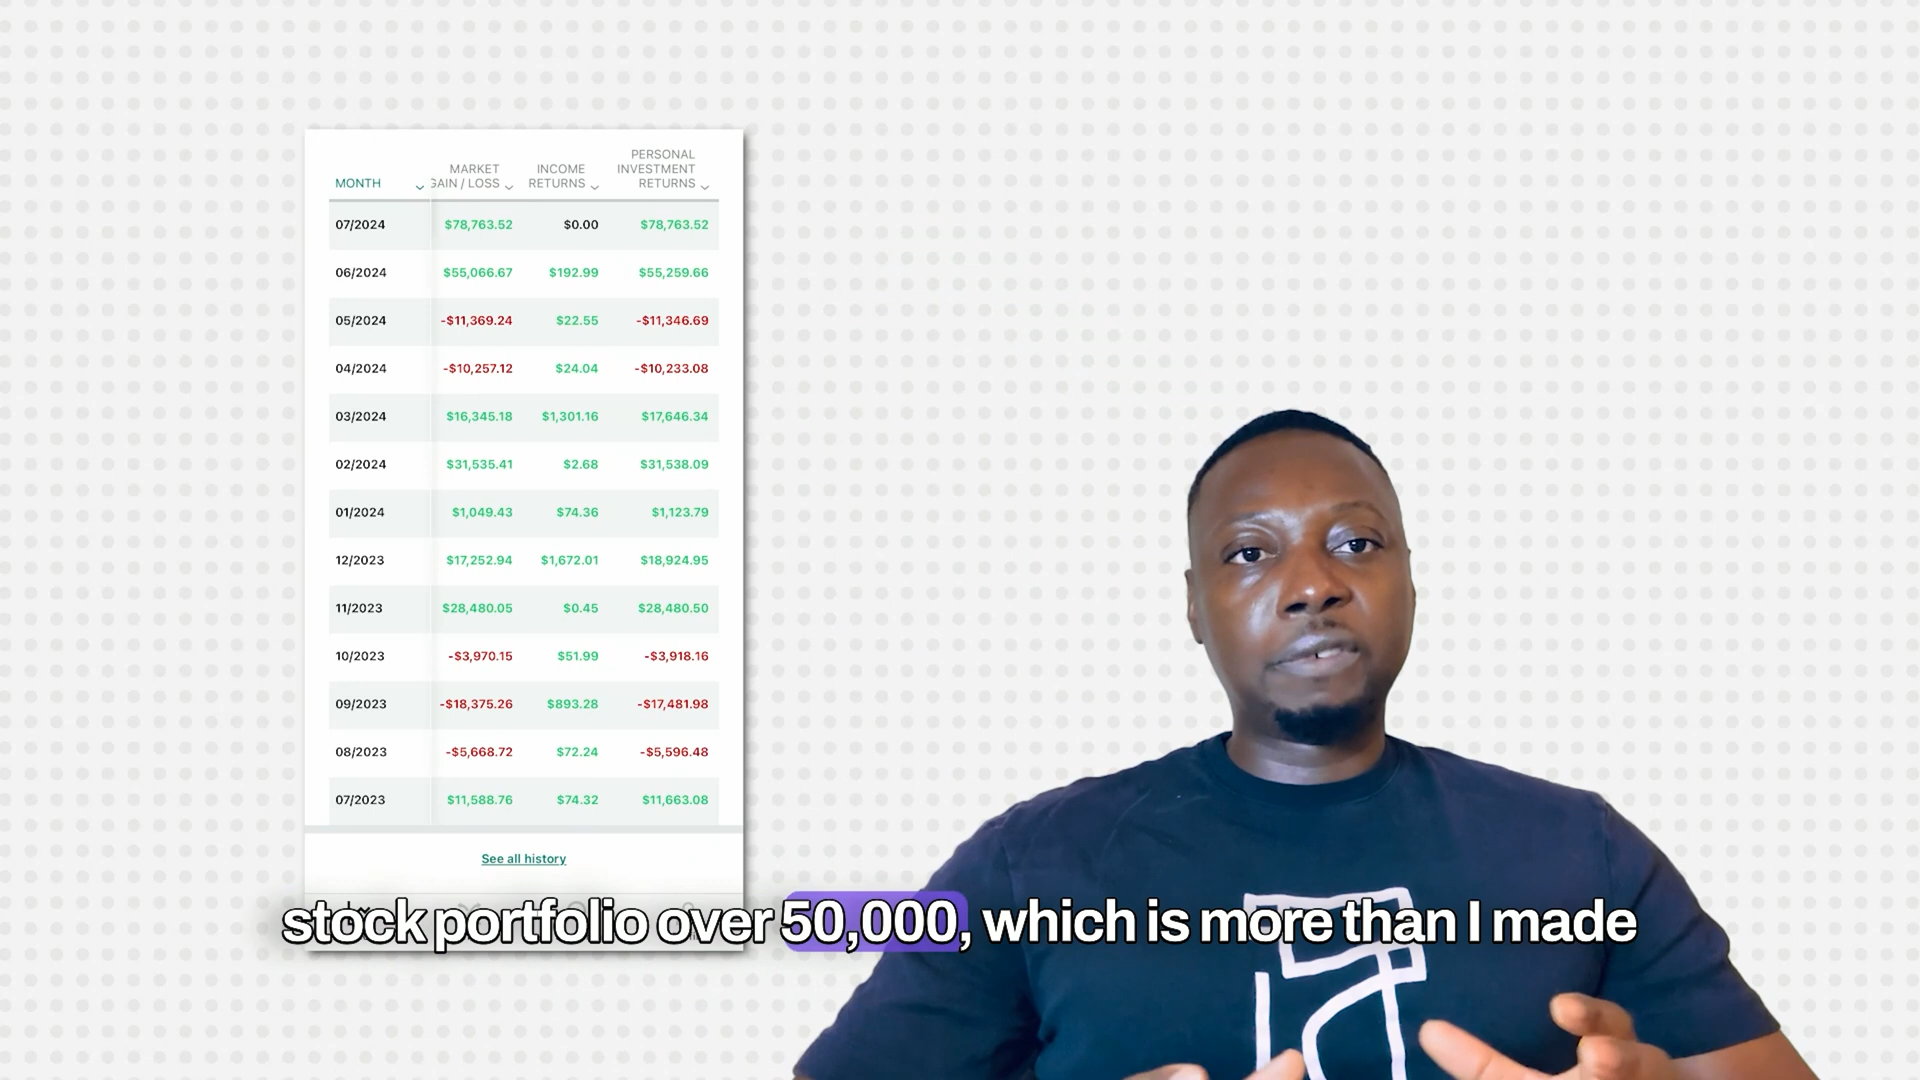 MONTH MARKET GAIN / LOSS INCOME RETURNS PERSONAL INVESTMENT RETURNS
07/2024 $78,763.52 $0.00 $78,763.52
06/2024 $55,066.67 $192.99 $55,259.66
05/2024 -$11,369.24 $22.55 -$11,346.69
04/2024 -$10,257.12 $24.04 -$10,233.08
03/2024 $16,345.18 $1,301.16 $17,646.34
02/2024 $31,535.41 $2.68 $31,538.09
01/2024 $1,049.43 $74.36 $1,123.79
12/2023 $17,252.94 $1,672.01 $18,924.95
11/2023 $28,480.05 $0.45 $28,480.50
10/2023 -$3,970.15 $51.99 -$3,918.16
09/2023 -$18,375.26 $893.28 -$17,481.98
08/2023 -$5,668.72 $72.24 -$5,596.48
07/2023 $11,588.76 $74.32 $11,663.08
See all history
stock portfolio over 50,000, which is more than I made